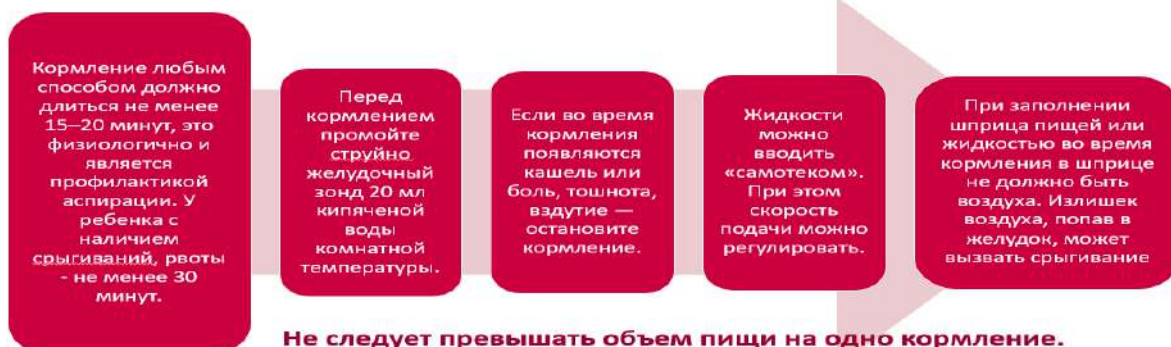 Кормление любым
способом должно
длиться не менее
15–20 минут, это
физиологично и
является
профилактикой
аспирации. У
ребенка с
наличием
срыгиваний, рвоты
- не менее 30
минут.
Перед
кормлением
промойте
струйно
желудочный
зонд 20 мл
кипяченой
воды
комнатной
температуры.
Если во время
кормления
появляются
кашель или
боль, тошнота,
вздутие —
остановите
кормление.
Жидкости
можно
вводить
«самотеком».
При этом
скорость
подачи можно
регулировать.
При заполнении
шприца пищей или
жидкостью во время
кормления в шприце
не должно быть
воздуха. Излишек
воздуха, попав в
желудок, может
вызвать срыгивание
Не следует превышать объем пищи на одно кормление.